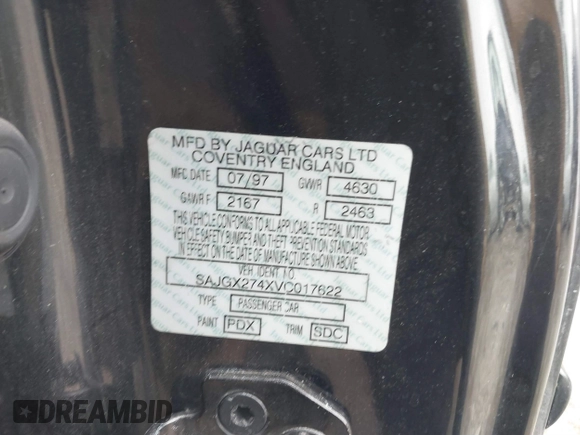 MFD BY JAGUAR CARS LTD
COVENTRY ENGLAND
MFG. DATE 07/97 GVWR 4630
GAWR F 2167 R 2463
THIS VEHICLE CONFORMS TO ALL APPLICABLE FEDERAL MOTOR
VEHICLE SAFETY BUMPER AND THEFT PREVENTION STANDARDS
IN EFFECT ON THE DATE OF MANUFACTURE SHOWN ABOVE.
VEH. IDENT NO.
SAJGX274XVC017622
TYPE PASSENGER CAR
PAINT PDX TRIM SDC
DREAMBID